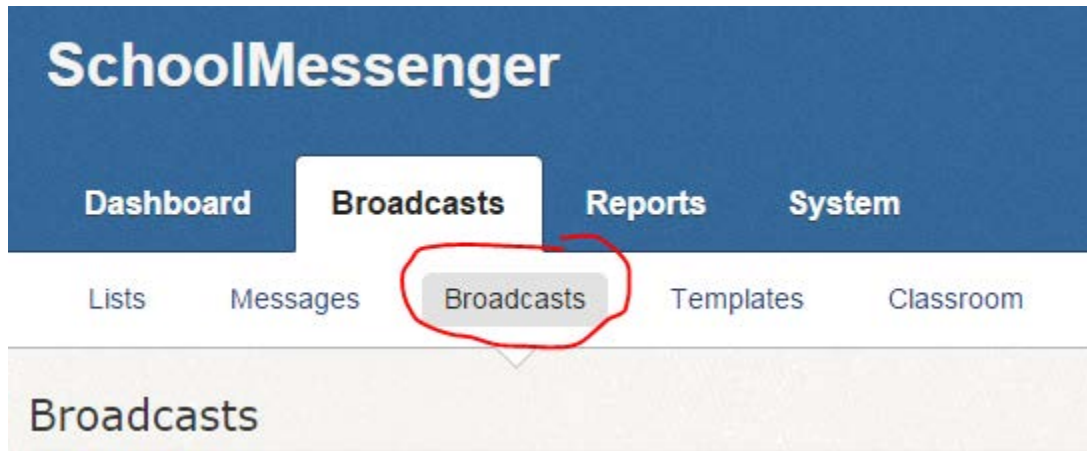 SchoolMessenger
Dashboard Broadcasts Reports System
Lists Messages Broadcasts Templates Classroom
Broadcasts